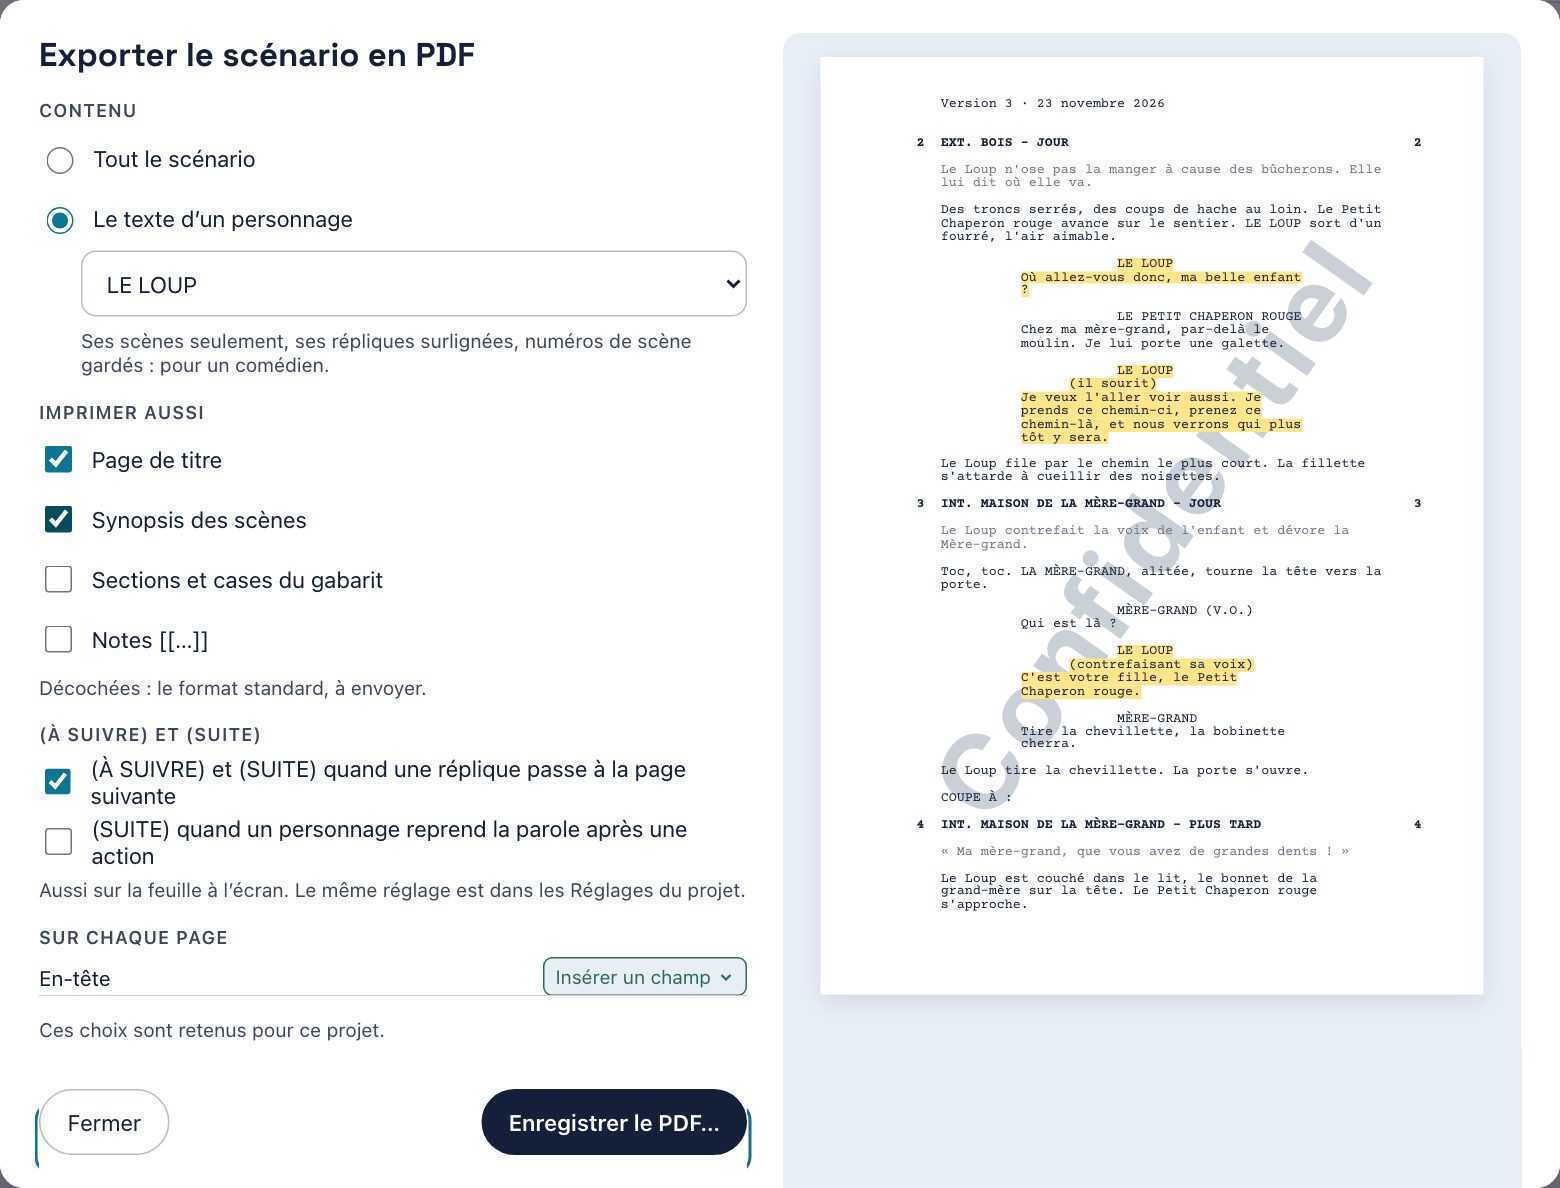 Exporter le scénario en PDF
CONTENU
Tout le scénario
Le texte d’un personnage
LE LOUP
Ses scènes seulement, ses répliques surlignées, numéros de scène
gardés : pour un comédien.
IMPRIMER AUSSI
Page de titre
Synopsis des scènes
Sections et cases du gabarit
Notes [[…]]
Décochées : le format standard, à envoyer.
(À SUIVRE) ET (SUITE)
(À SUIVRE) et (SUITE) quand une réplique passe à la page
suivante
(SUITE) quand un personnage reprend la parole après une
action
Aussi sur la feuille à l’écran. Le même réglage est dans les Réglages du projet.
SUR CHAQUE PAGE
En-tête
Insérer un champ
Ces choix sont retenus pour ce projet.
Fermer
Enregistrer le PDF…
Version 3 · 23 novembre 2026
2 EXT. BOIS - JOUR 2
Le Loup n'ose pas la manger à cause des bûcherons. Elle
lui dit où elle va.
Des troncs serrés, des coups de hache au loin. Le Petit
Chaperon rouge avance sur le sentier. LE LOUP sort d'un
fourré, l'air aimable.
LE LOUP
Où allez-vous donc, ma belle enfant
?
LE PETIT CHAPERON ROUGE
Chez ma mère-grand, par-delà le
moulin. Je lui porte une galette.
LE LOUP
(il sourit)
Je veux l'aller voir aussi. Je
prends ce chemin-ci, prenez ce
chemin-là, et nous verrons qui plus
tôt y sera.
Le Loup file par le chemin le plus court. La fillette
s'attarde à cueillir des noisettes.
3 INT. MAISON DE LA MÈRE-GRAND - JOUR 3
Le Loup contrefait la voix de l'enfant et dévore la
Mère-grand.
Toc, toc. LA MÈRE-GRAND, alitée, tourne la tête vers la
porte.
MÈRE-GRAND (V.O.)
Qui est là ?
LE LOUP
(contrefaisant sa voix)
C'est votre fille, le Petit
Chaperon rouge.
MÈRE-GRAND
Tire la chevillette, la bobinette
cherra.
Le Loup tire la chevillette. La porte s'ouvre.
COUPE À :
4 INT. MAISON DE LA MÈRE-GRAND - PLUS TARD 4
« Ma mère-grand, que vous avez de grandes dents ! »
Le Loup est couché dans le lit, le bonnet de la
grand-mère sur la tête. Le Petit Chaperon rouge
s'approche.
Confidentiel